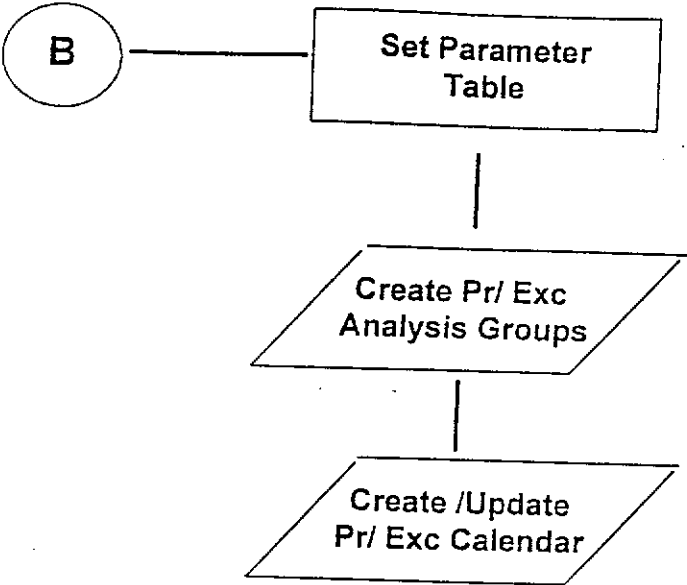 B
Set Parameter
Table
Create Pr/ Exc
Analysis Groups
Create /Update
Pr/ Exc Calendar